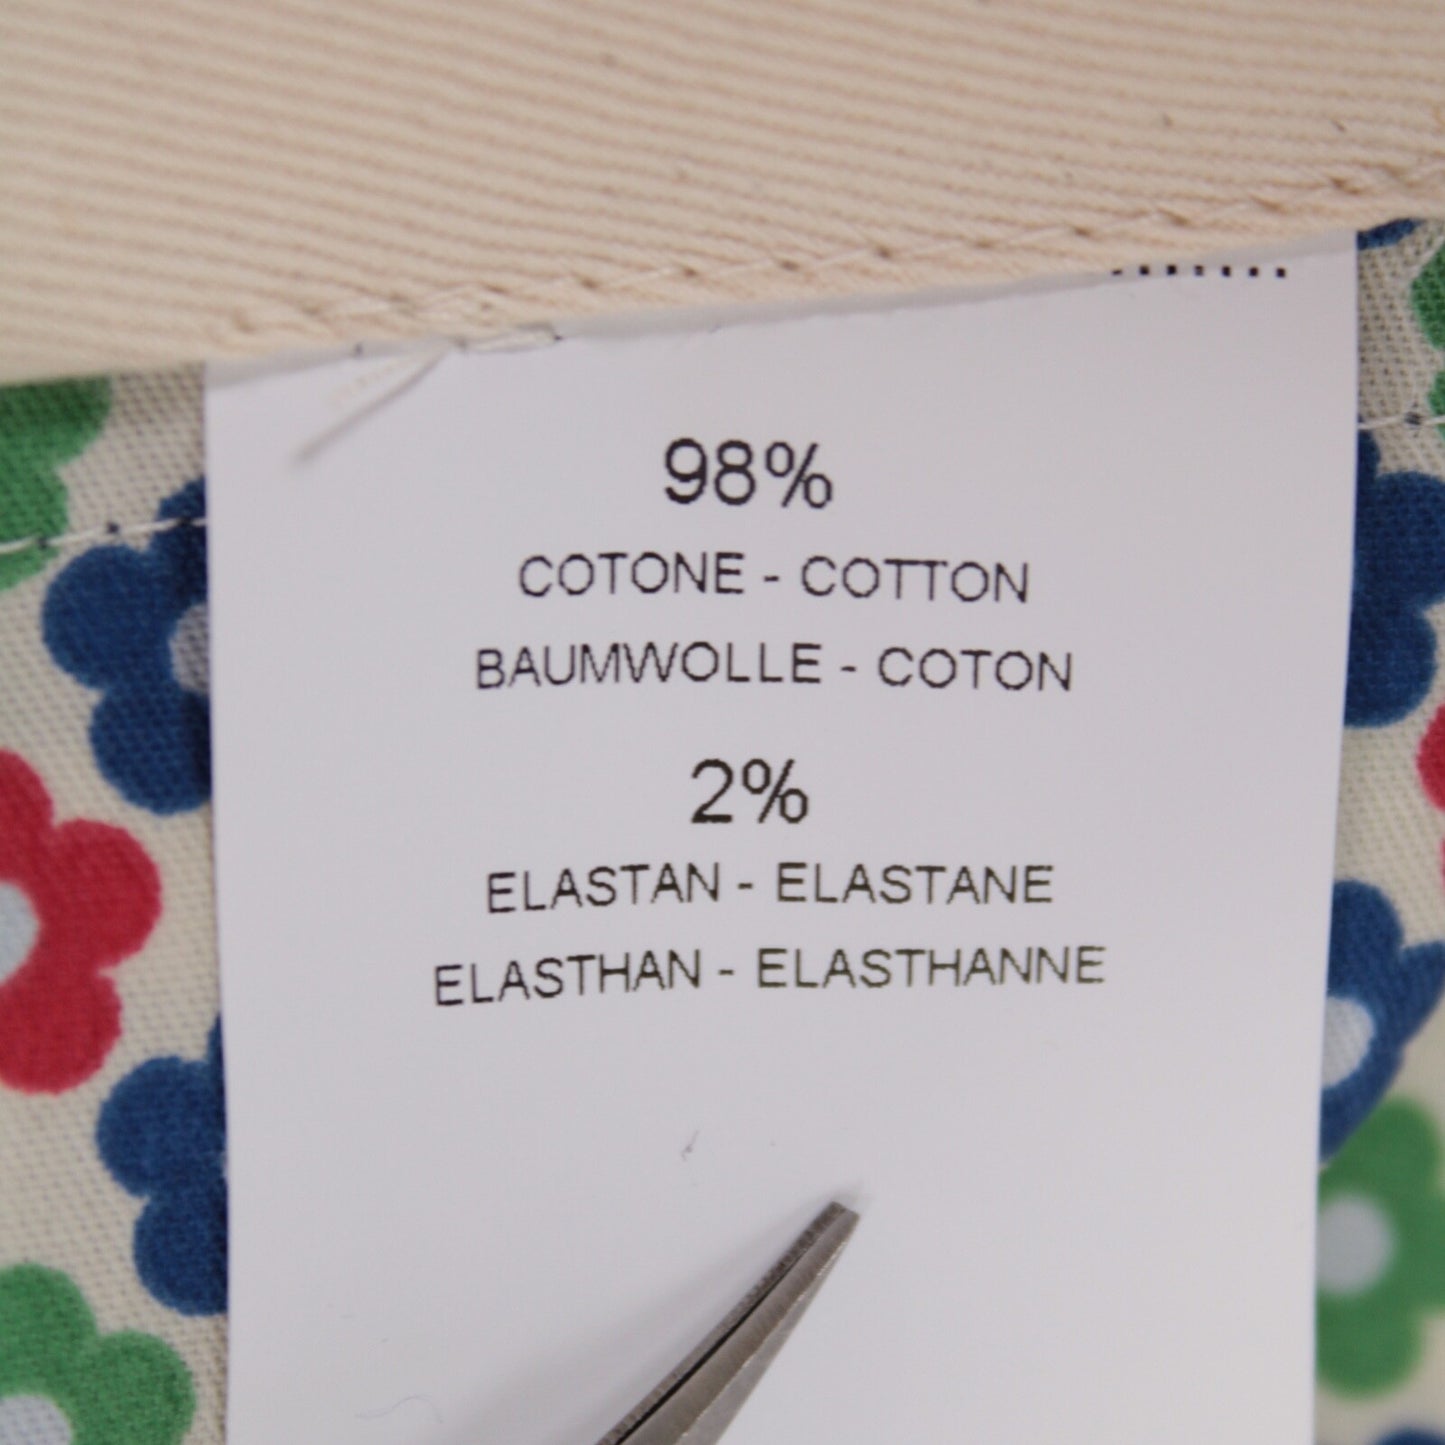 98%
COTONE - COTTON
BAUMWOLLE - COTON
2%
ELASTAN - ELASTANE
ELASTHAN - ELASTHANNE